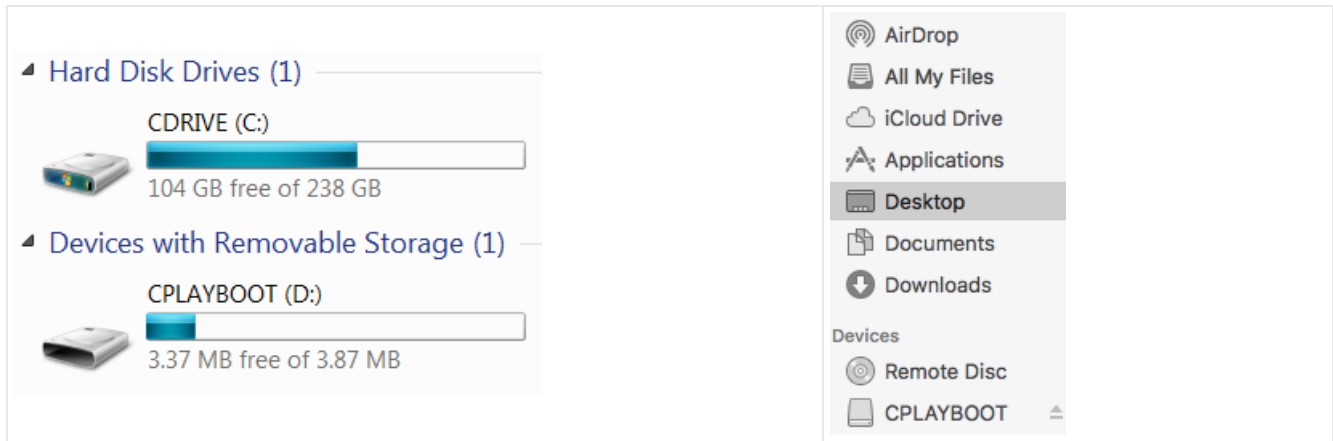 Hard Disk Drives (1)
CDRIVE (C:)
104 GB free of 238 GB
Devices with Removable Storage (1)
CPLAYBOOT (D:)
3.37 MB free of 3.87 MB
AirDrop
All My Files
iCloud Drive
Applications
Desktop
Documents
Downloads
Devices
Remote Disc
CPLAYBOOT